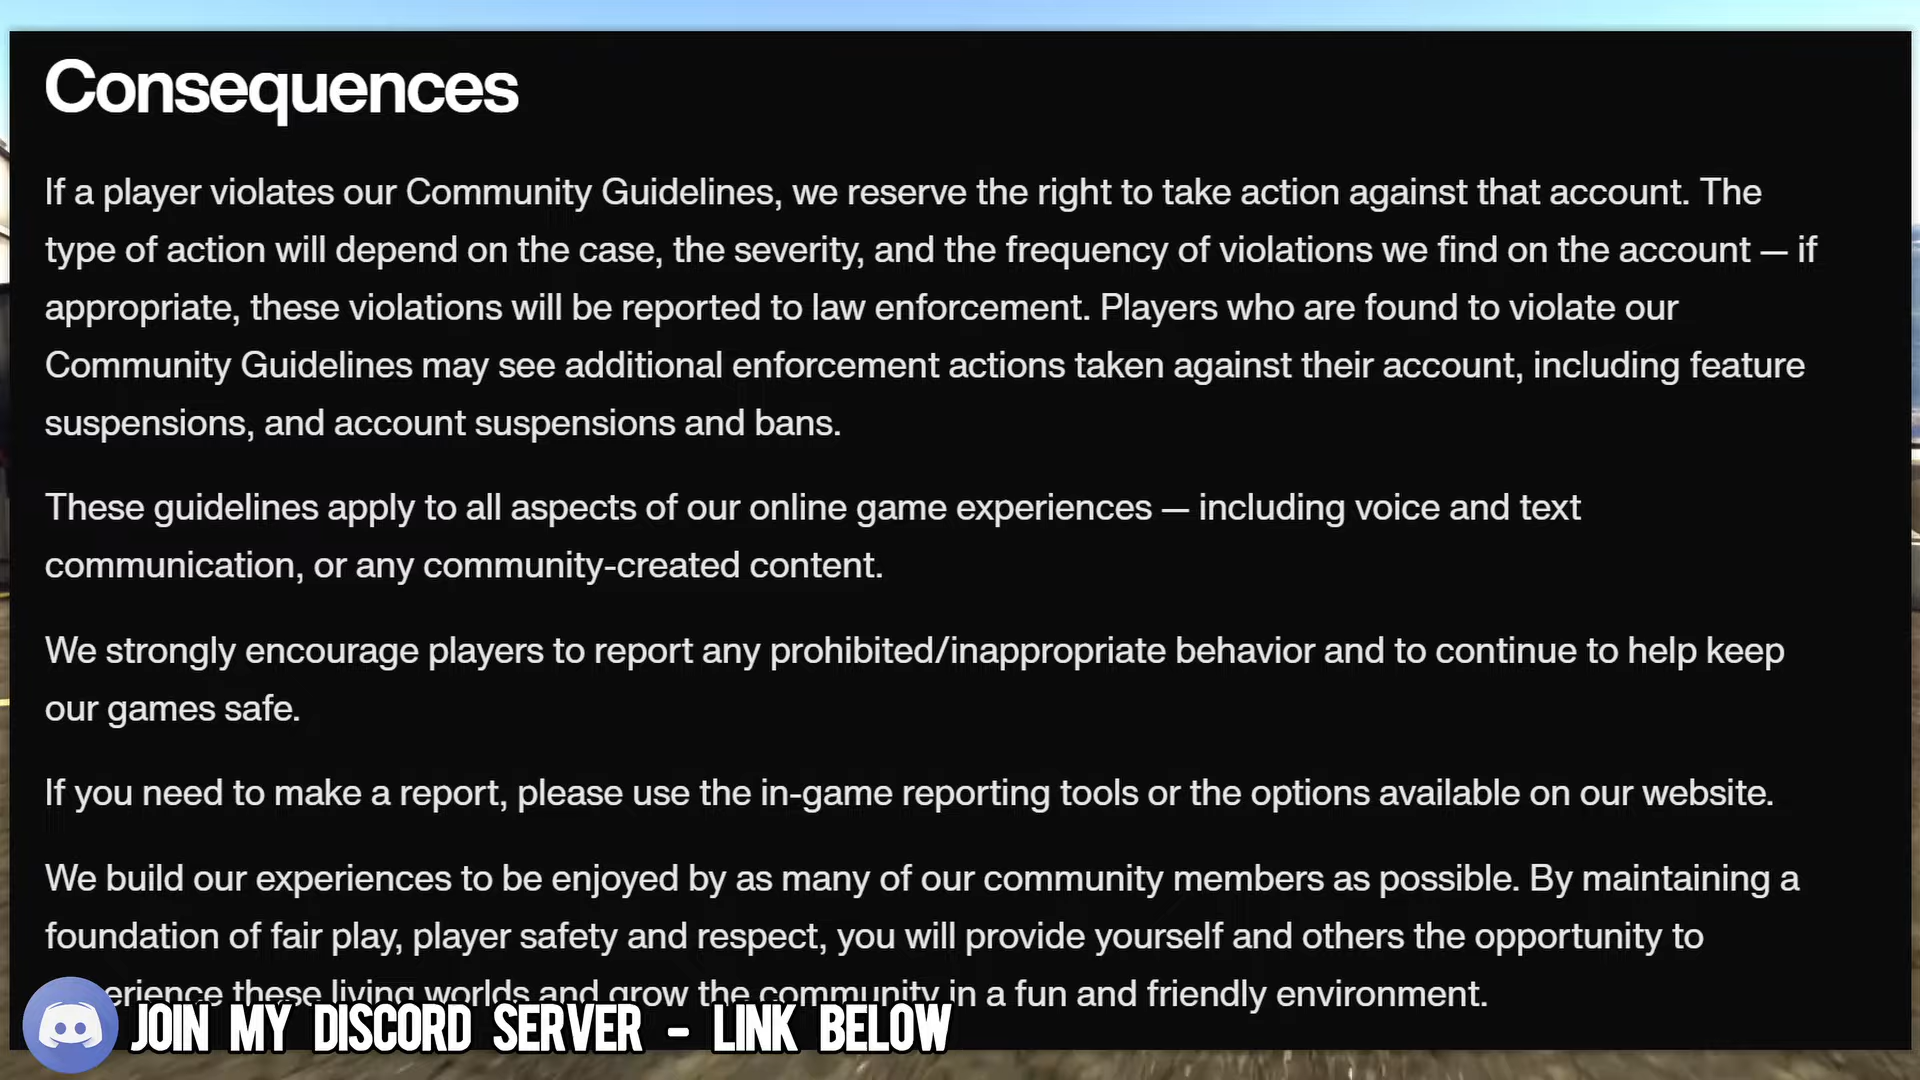 Consequences
If a player violates our Community Guidelines, we reserve the right to take action against that account. The
type of action will depend on the case, the severity, and the frequency of violations we find on the account — if
appropriate, these violations will be reported to law enforcement. Players who are found to violate our
Community Guidelines may see additional enforcement actions taken against their account, including feature
suspensions, and account suspensions and bans.
These guidelines apply to all aspects of our online game experiences — including voice and text
communication, or any community-created content.
We strongly encourage players to report any prohibited/inappropriate behavior and to continue to help keep
our games safe.
If you need to make a report, please use the in-game reporting tools or the options available on our website.
We build our experiences to be enjoyed by as many of our community members as possible. By maintaining a
foundation of fair play, player safety and respect, you will provide yourself and others the opportunity to
erience these living worlds and grow the community in a fun and friendly environment.
JOIN MY DISCORD SERVER - LINK BELOW